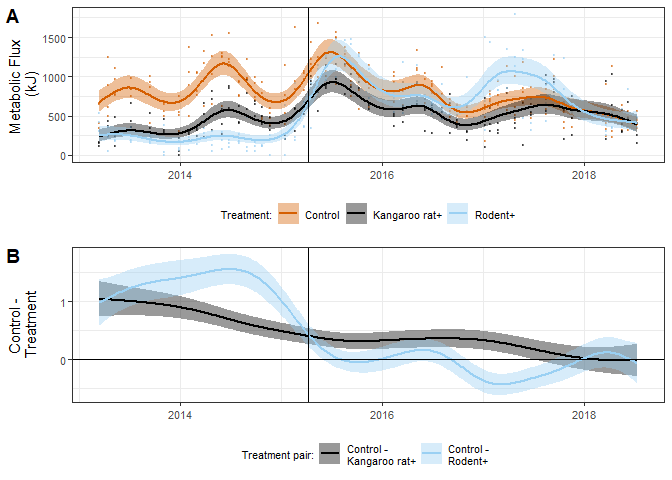 A
Metabolic Flux
(kJ)
1500
1000
500
0
2014
2016
2018
Treatment:
Control
Kangaroo rat+
Rodent+
B
Control -
Treatment
1
0
2014
2016
2018
Treatment pair:
Control -
Kangaroo rat+
Control -
Rodent+